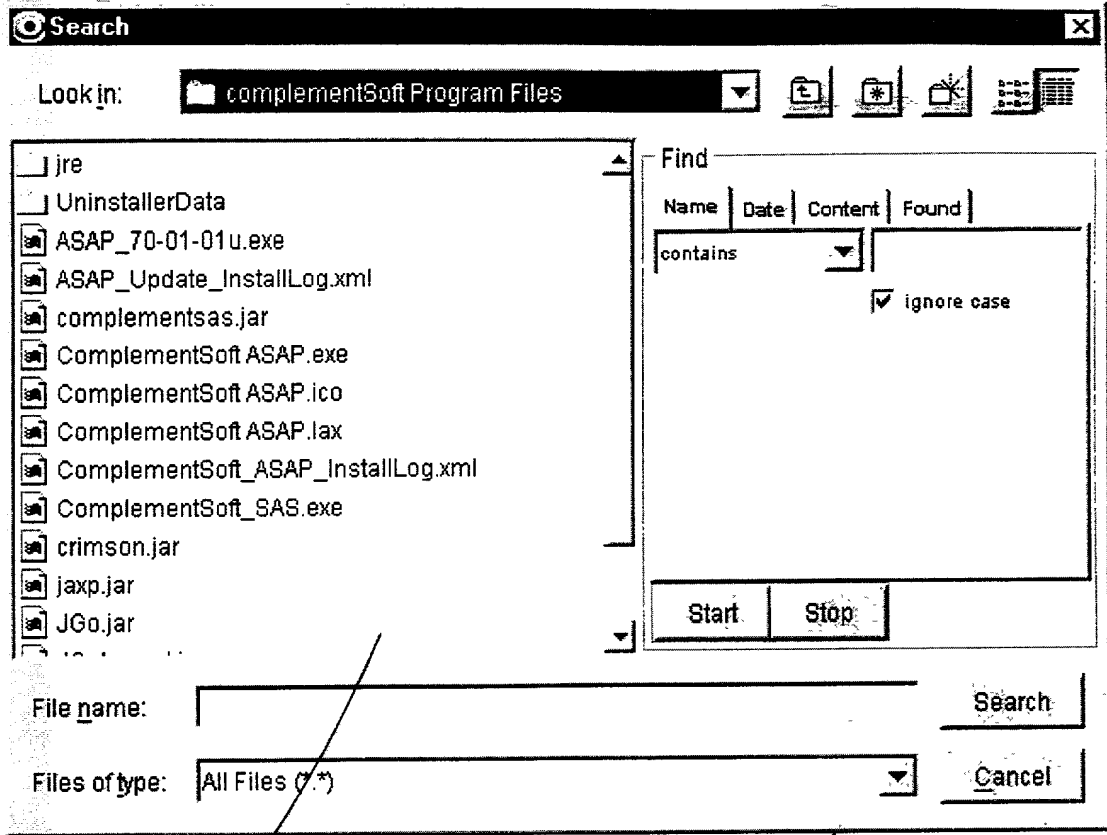 Search
Look in:
complementSoft Program Files
jre
UninstallerData
ASAP_70-01-01u.exe
ASAP_Update_InstallLog.xml
complementsas.jar
ComplementSoft ASAP.exe
ComplementSoft ASAP.ico
ComplementSoft ASAP.lax
ComplementSoft_ASAP_InstallLog.xml
ComplementSoft_SAS.exe
crimson.jar
jaxp.jar
JGo.jar
Find
Name Date Content Found
contains
ignore case
Start Stop
File name:
Search
Files of type: All Files (*.*)
Cancel